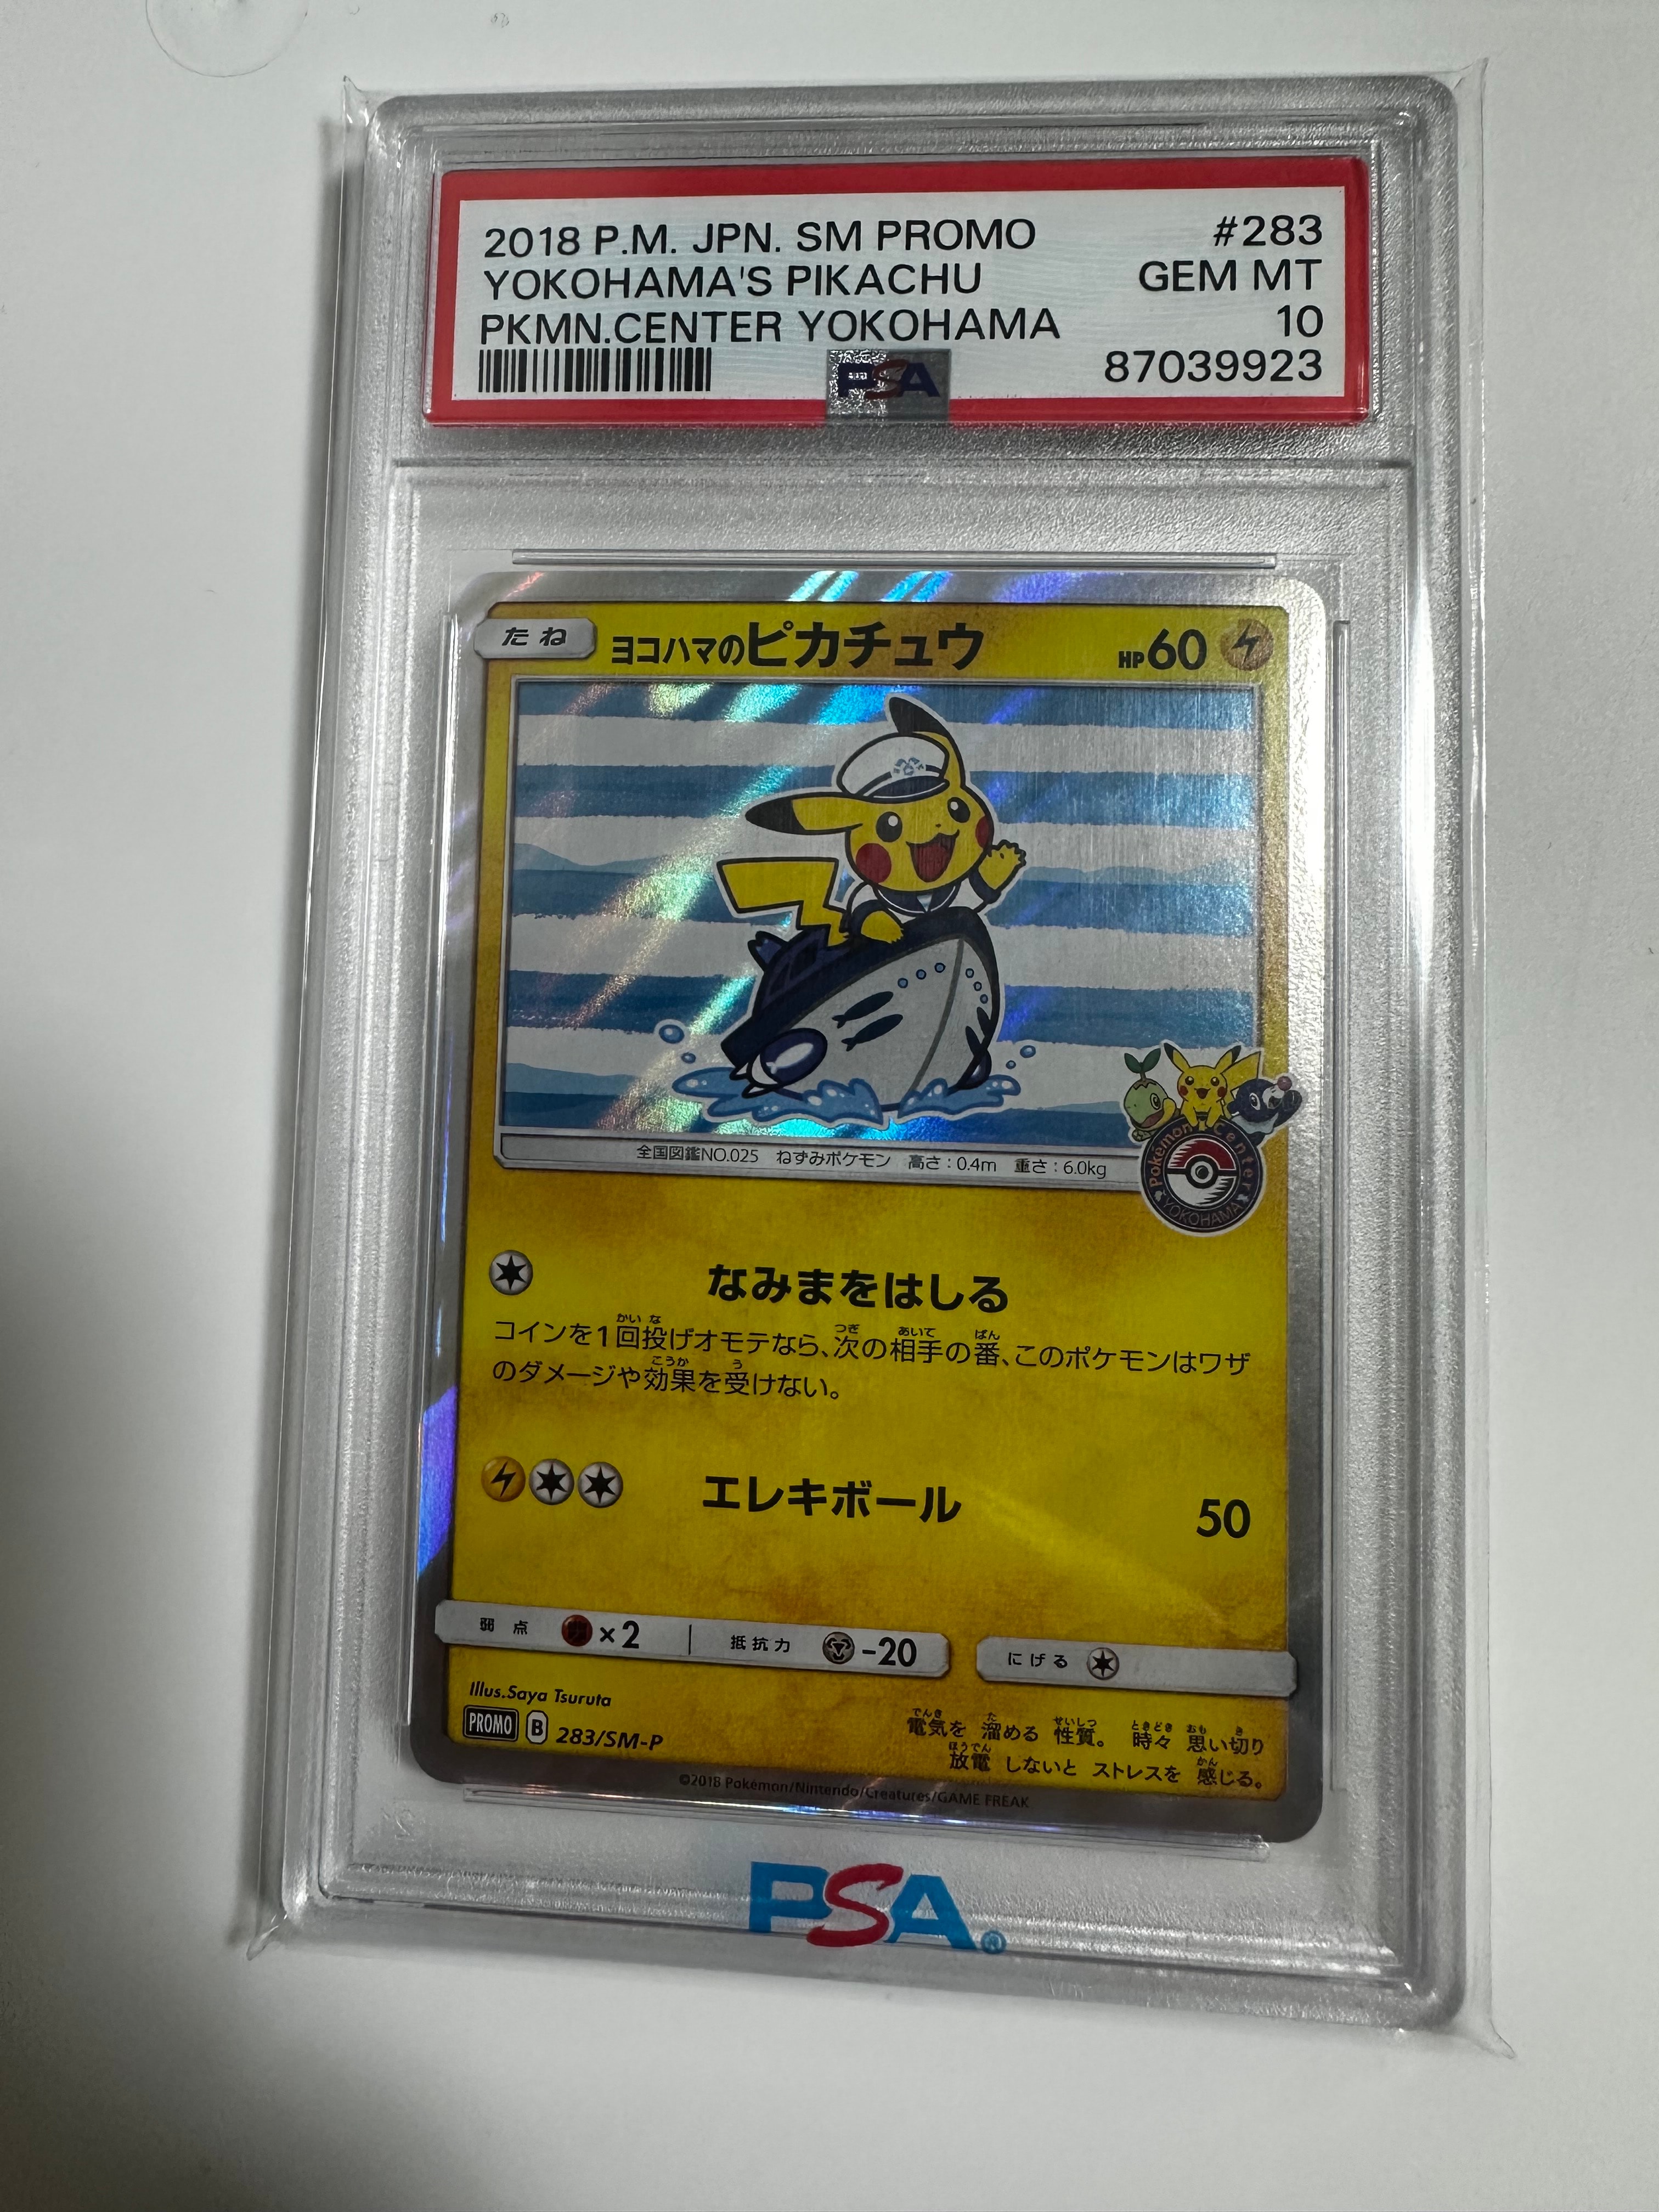 2018 P.M. JPN. SM PROMO #283
YOKOHAMA'S PIKACHU GEM MT
PKMN.CENTER YOKOHAMA 10
87039923
PSA
たね ヨコハマのピカチュウ HP60
全国図鑑NO.025 ねずみポケモン 高さ:0.4m 重さ:6.0kg
Pokémon Center
YOKOHAMA
なみまをはしる
コインを1回投げオモテなら、次の相手の番、このポケモンはワザ
のダメージや効果を受けない。
エレキボール 50
弱点 ×2 抵抗力 -20 にげる
Illus.Saya Tsuruta
PROMO B 283/SM-P
電気を 溜める 性質。 時々 思い切り
放電 しないと ストレスを 感じる。
©2018 Pokémon/Nintendo/Creatures/GAME FREAK
PSA®